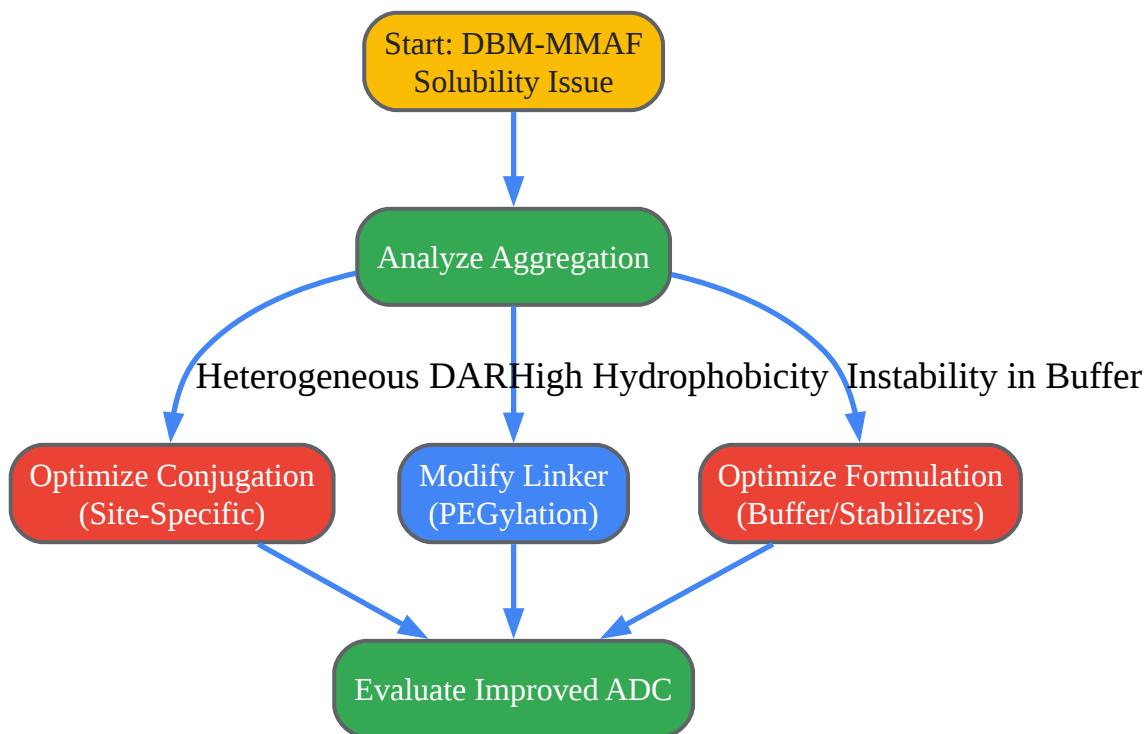 Start: DBM-MMAF
Solubility Issue
Analyze Aggregation
Heterogeneous DAR
High Hydrophobicity
Instability in Buffer
Optimize Conjugation
(Site-Specific)
Modify Linker
(PEGylation)
Optimize Formulation
(Buffer/Stabilizers)
Evaluate Improved ADC